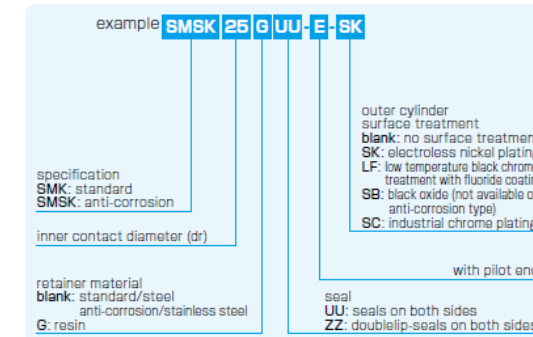 example SMSK 25 G UU - E - SK
outer cylinder
surface treatment
blank: no surface treatmen
SK: electroless nickel plating
LF: low temperature black chrom
treatment with fluoride coati
SB: black oxide (not available o
anti-corrosion type)
SC: industrial chrome plating
specification
SMK: standard
SMSK: anti-corrosion
inner contact diameter (dr)
with pilot end
retainer material
blank: standard/steel
anti-corrosion/stainless steel
G: resin
seal
UU: seals on both sides
ZZ: doublelip-seals on both sides